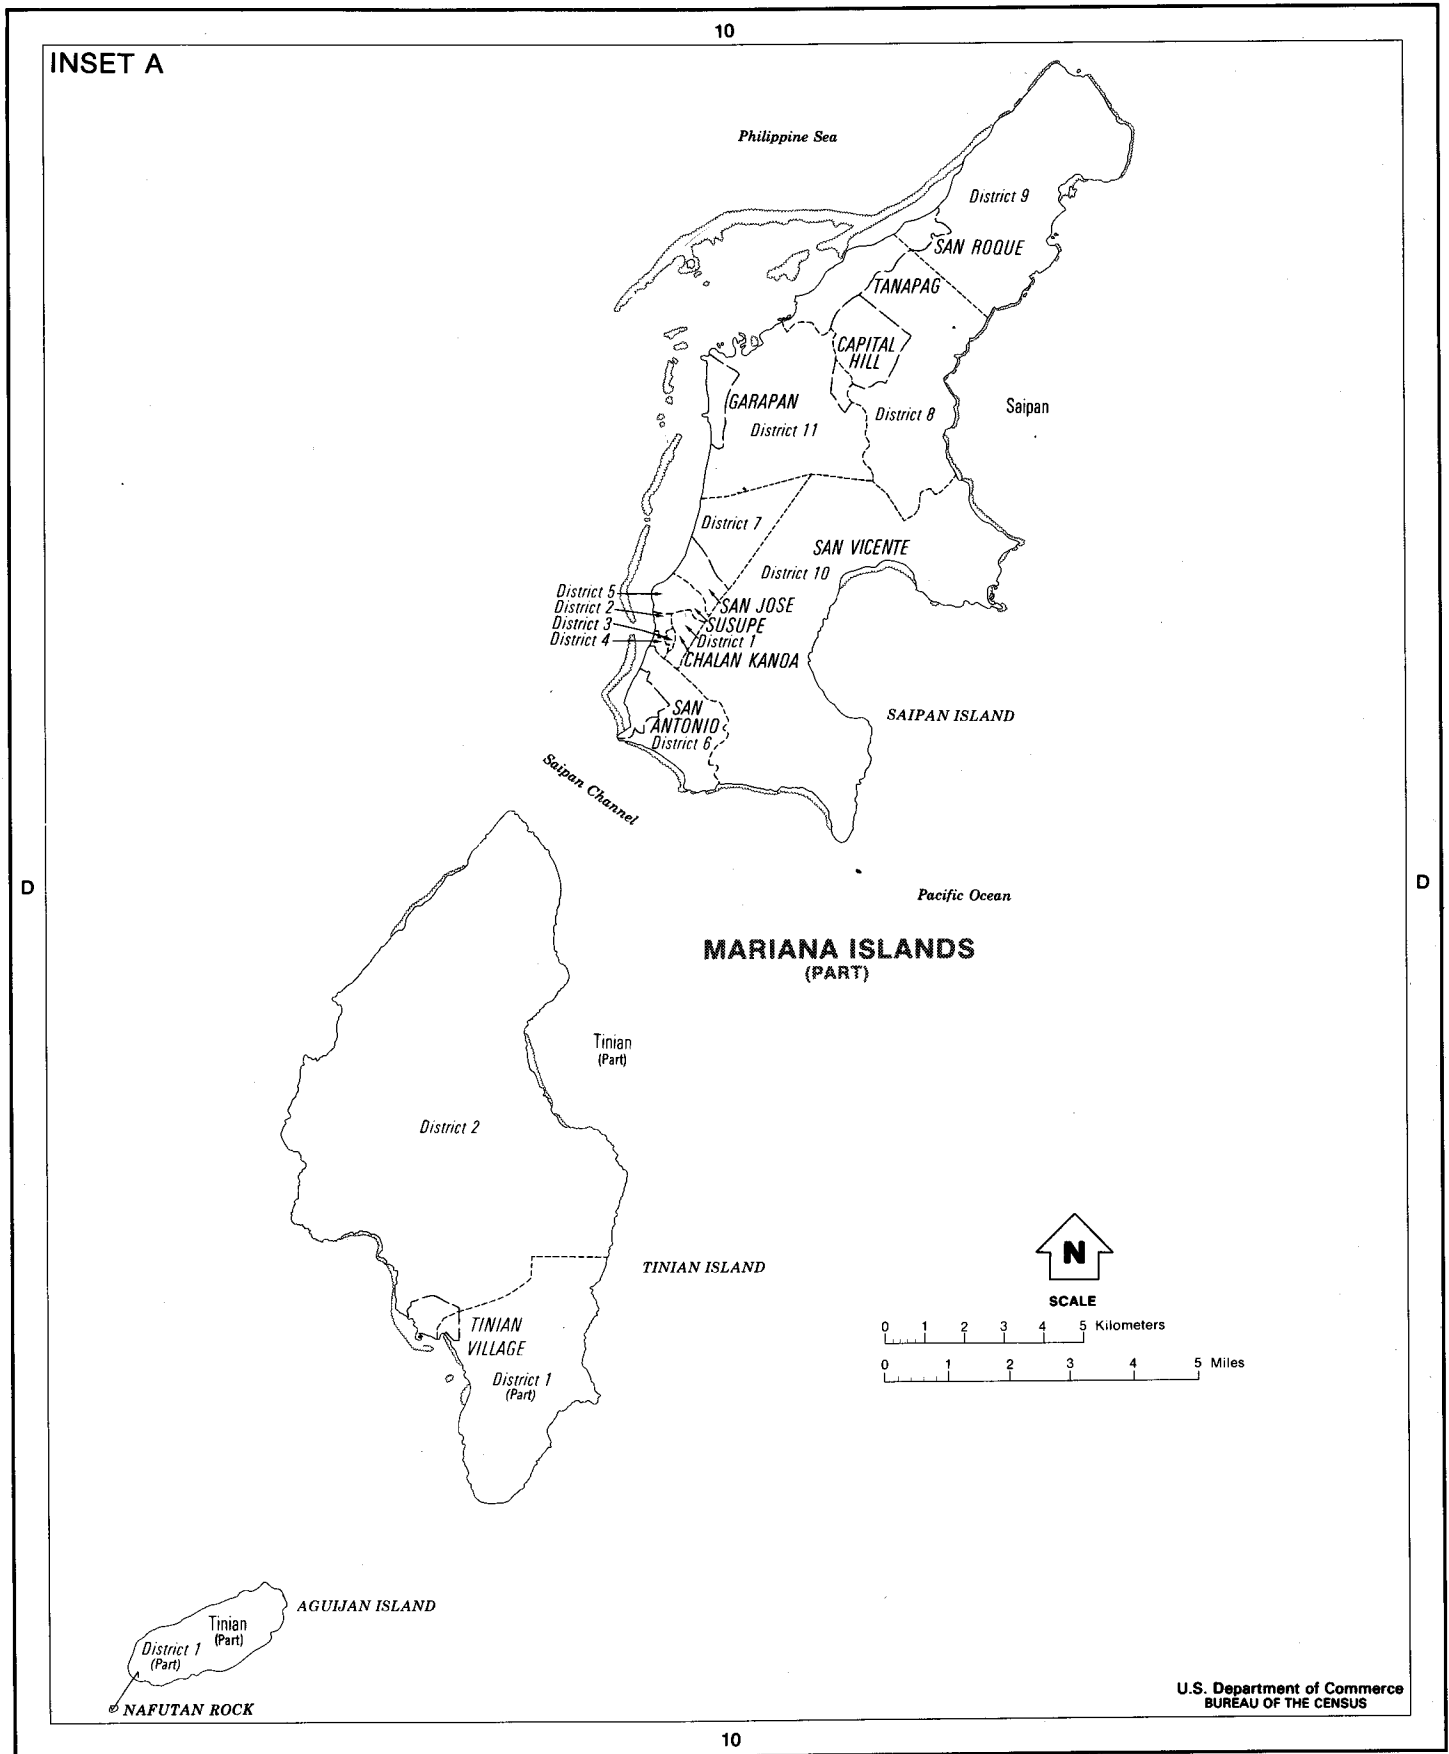 10
INSET A
Philippine Sea
District 9
SAN ROQUE
TANAPAG
CAPITAL
HILL
GARAPAN
District 11
District 8
Saipan
District 7
SAN VICENTE
District 10
District 5
District 2
District 3
District 4
SAN JOSE
SUSUPE
District 1
CHALAN KANOA
SAN
ANTONIO
District 6
SAIPAN ISLAND
Saipan Channel
D
D
Pacific Ocean
MARIANA ISLANDS
(PART)
Tinian
(Part)
District 2
TINIAN ISLAND
TINIAN
VILLAGE
District 1
(Part)
N
SCALE
0 1 2 3 4 5 Kilometers
0 1 2 3 4 5 Miles
AGUIJAN ISLAND
Tinian
(Part)
District 1
(Part)
NAFUTAN ROCK
U.S. Department of Commerce
BUREAU OF THE CENSUS
10